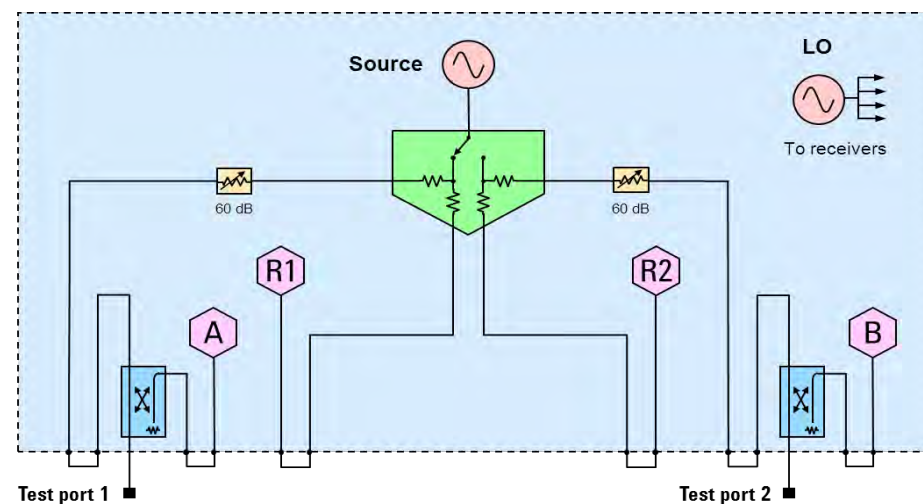 Source
LO
To receivers
60 dB
60 dB
R1
R2
A
B
Test port 1
Test port 2